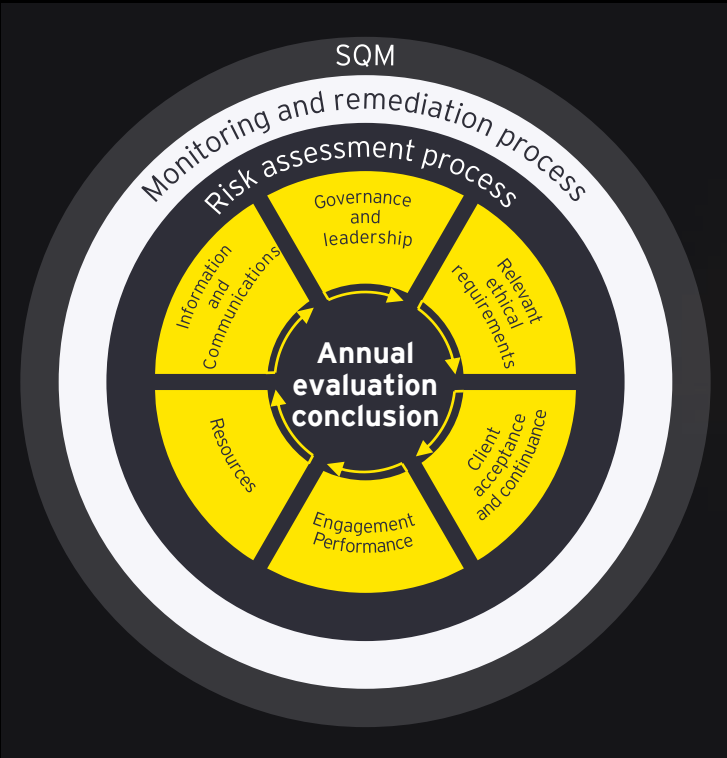 SQM
Monitoring and remediation process
Risk assessment process
Governance
and
leadership
Relevant
ethical
requirements
Client
acceptance
and continuance
Engagement
Performance
Resources
Information
and
Communications
Annual
evaluation
conclusion